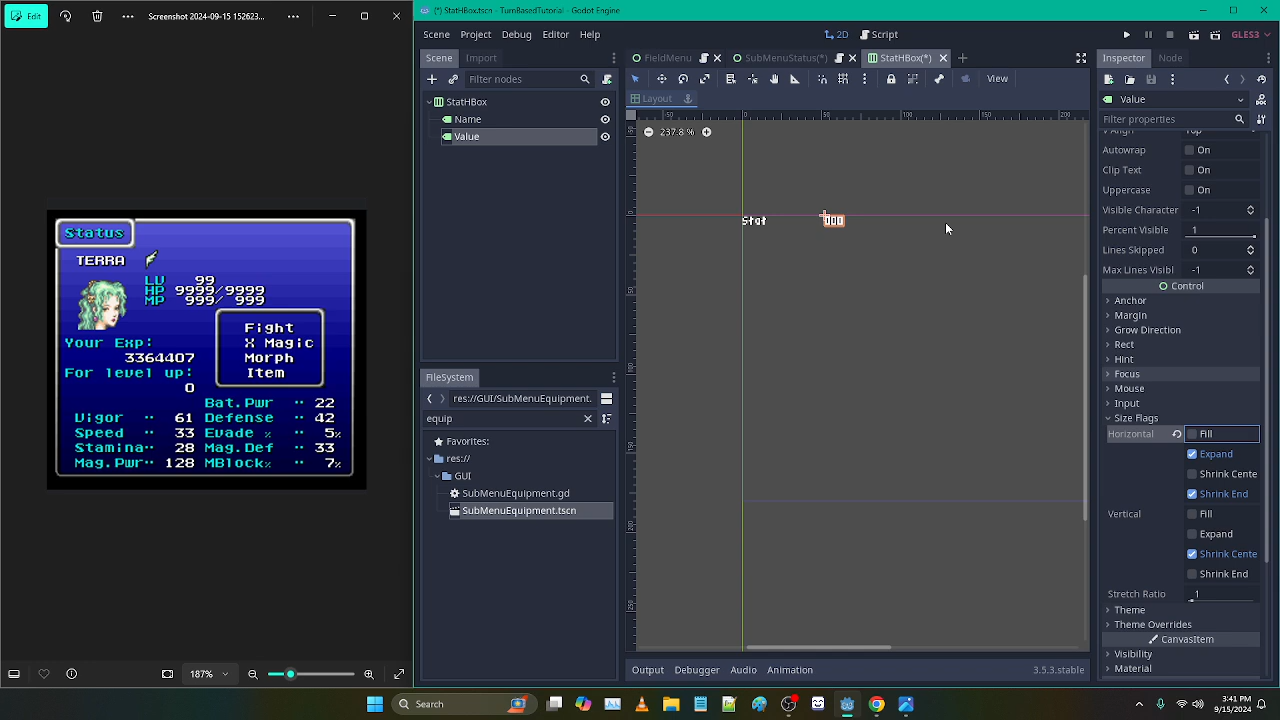 Edit
Screenshot 2024-09-15 152623...
(*) StatHBox.tscn - TurnBasedTutorial - Godot Engine
Scene Project Debug Editor Help
2D Script
GLES3
Scene Import
Filter nodes
StatHBox
Name
Value
FieldMenu
SubMenuStatus(*)
StatHBox(*)
View
Layout
-50 0 50 100 150 200
237.8 %
Stat
000
Inspector Node
Value
Filter properties
Autowrap On
Clip Text On
Uppercase On
Visible Character -1
Percent Visible 1
Lines Skipped 0
Max Lines Visibl -1
Control
Anchor
Margin
Grow Direction
Rect
Hint
Focus
Mouse
Input
Size Flags
Horizontal Fill
Expand
Shrink Cente
Shrink End
Vertical Fill
Expand
Shrink Cente
Shrink End
Stretch Ratio 1
Theme
Theme Overrides
CanvasItem
Visibility
Material
FileSystem
res://GUI/SubMenuEquipment.
equip
Favorites:
res://
GUI
SubMenuEquipment.gd
SubMenuEquipment.tscn
Output Debugger Audio Animation
3.5.3.stable
Status
TERRA
LV 99
HP 9999/9999
MP 999/ 999
Your Exp:
3364407
For level up:
0
Fight
X Magic
Morph
Item
Bat.Pwr ·· 22
Vigor ·· 61 Defense ·· 42
Speed ·· 33 Evade % ·· 5%
Stamina·· 28 Mag.Def ·· 33
Mag.Pwr·· 128 MBlock% ·· 7%
187%
Search
3:41 PM
9/15/2024